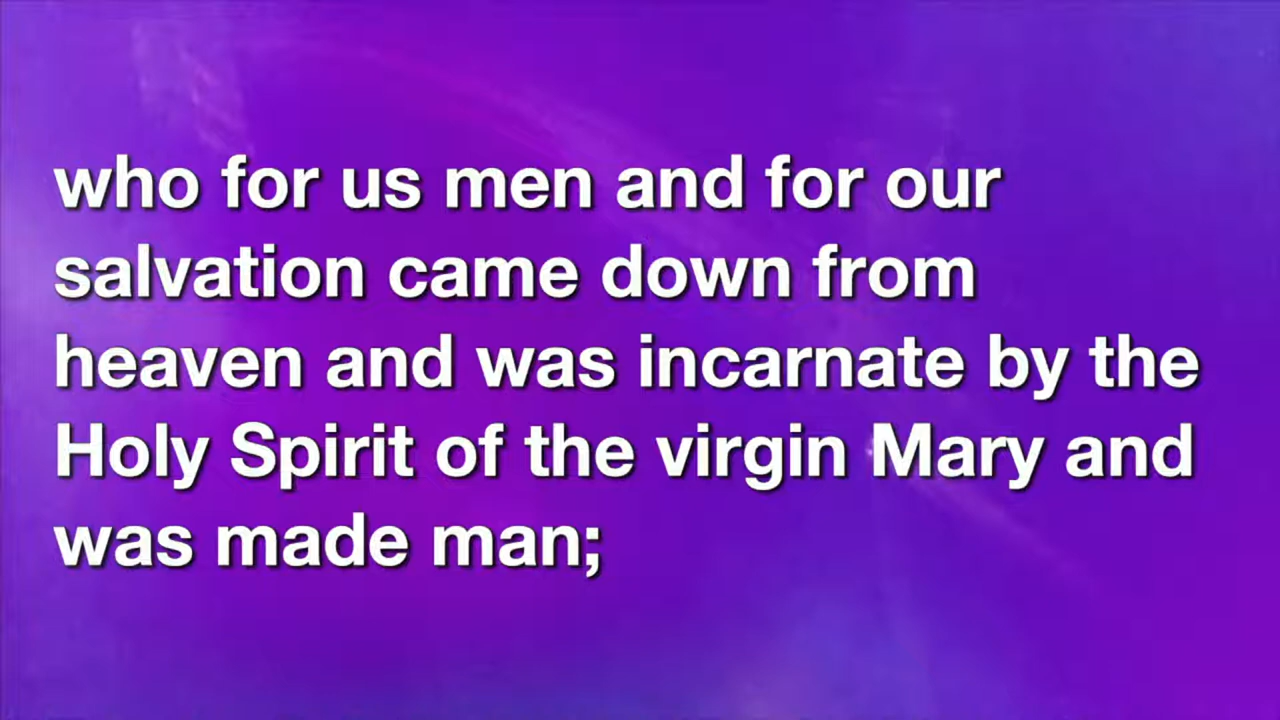 who for us men and for our
salvation came down from
heaven and was incarnate by the
Holy Spirit of the virgin Mary and
was made man;